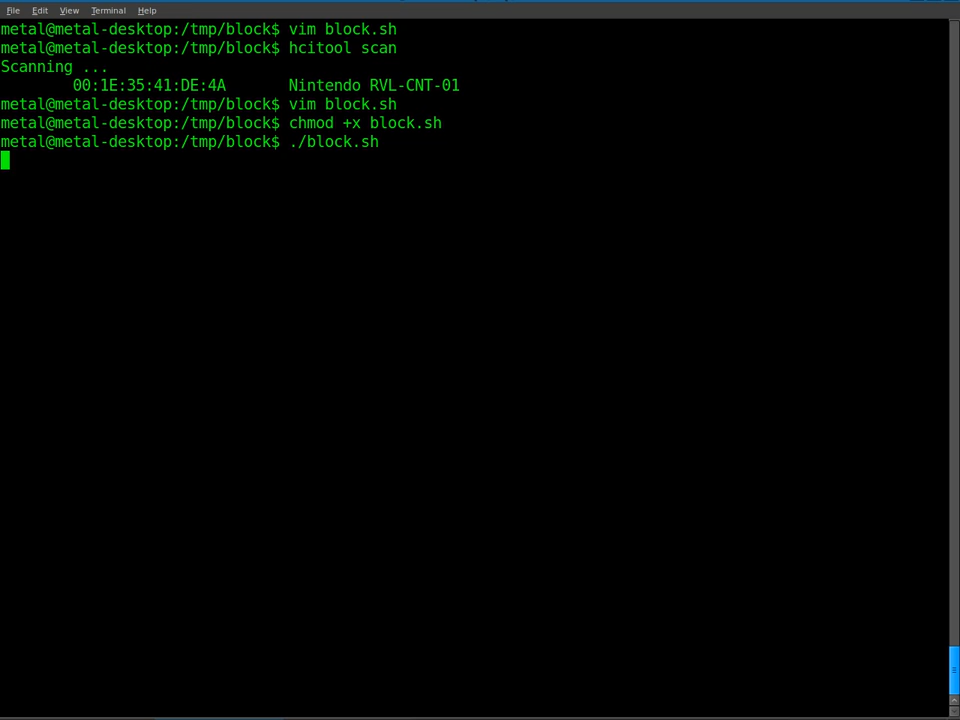 File Edit View Terminal Help
metal@metal-desktop:/tmp/block$ vim block.sh
metal@metal-desktop:/tmp/block$ hcitool scan
Scanning ...
        00:1E:35:41:DE:4A       Nintendo RVL-CNT-01
metal@metal-desktop:/tmp/block$ vim block.sh
metal@metal-desktop:/tmp/block$ chmod +x block.sh
metal@metal-desktop:/tmp/block$ ./block.sh